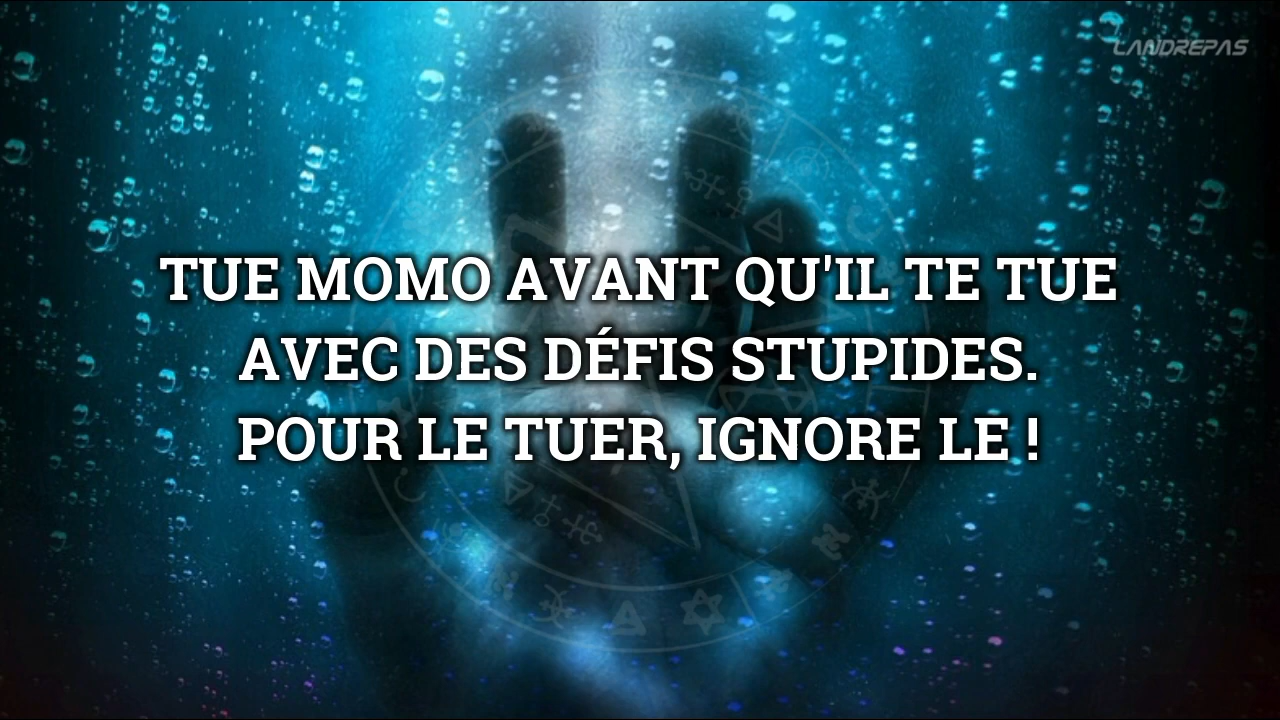 LANDREPAS
TUE MOMO AVANT QU'IL TE TUE
AVEC DES DÉFIS STUPIDES.
POUR LE TUER, IGNORE LE !